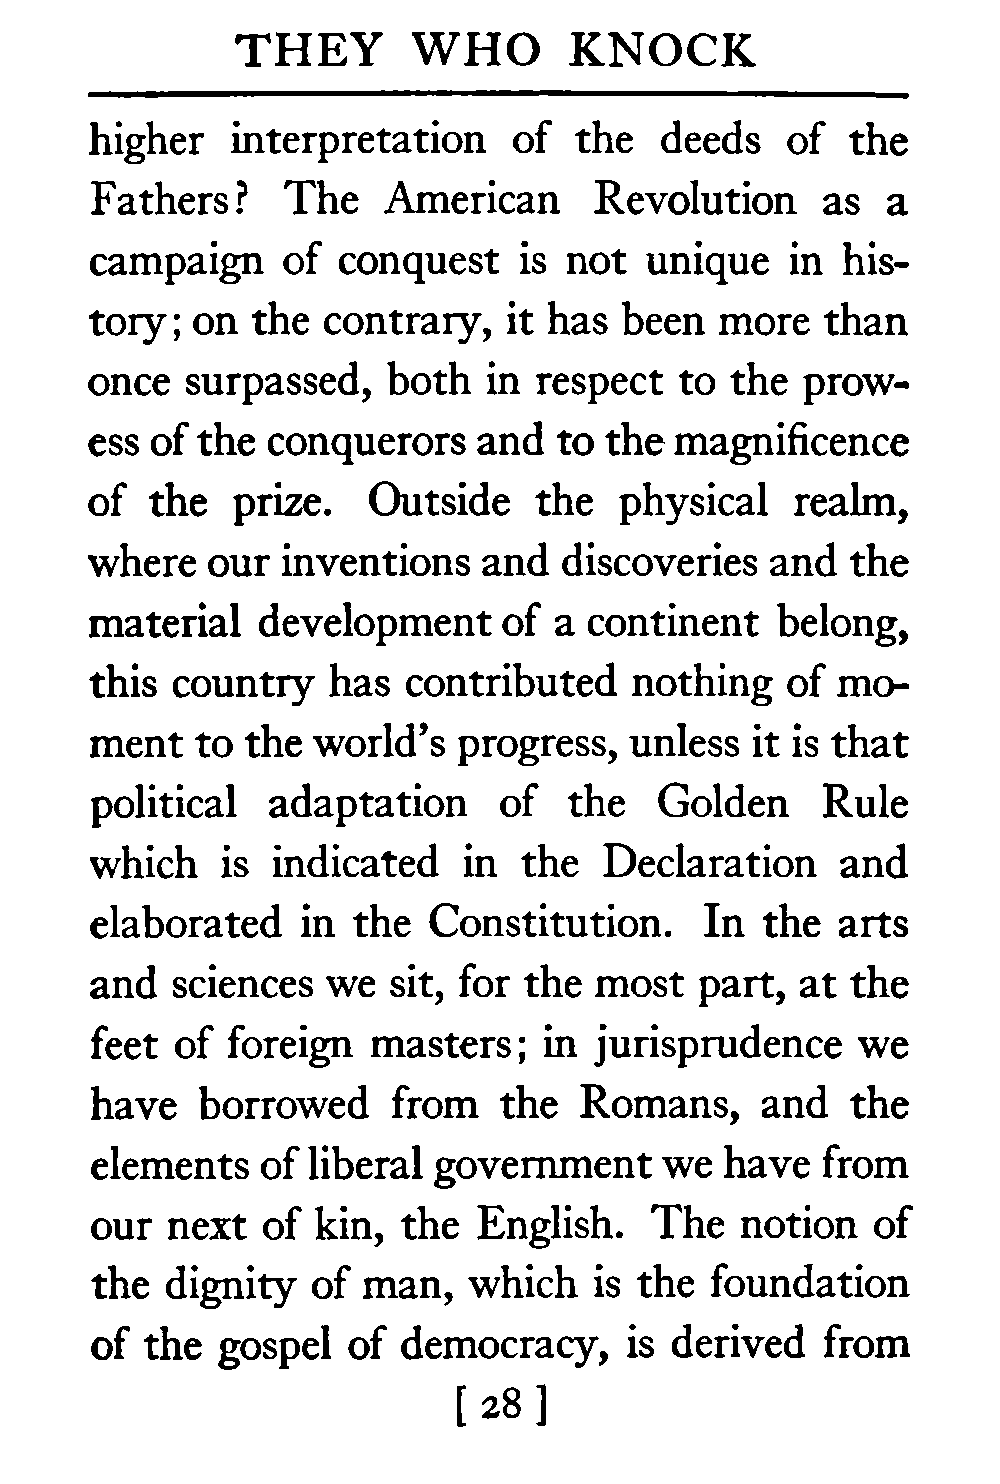 THEY WHO KNOCK
higher interpretation of the deeds of the
Fathers? The American Revolution as a
campaign of conquest is not unique in his-
tory; on the contrary, it has been more than
once surpassed, both in respect to the prow-
ess of the conquerors and to the magnificence
of the prize. Outside the physical realm,
where our inventions and discoveries and the
material development of a continent belong,
this country has contributed nothing of mo-
ment to the world's progress, unless it is that
political adaptation of the Golden Rule
which is indicated in the Declaration and
elaborated in the Constitution. In the arts
and sciences we sit, for the most part, at the
feet of foreign masters; in jurisprudence we
have borrowed from the Romans, and the
elements of liberal government we have from
our next of kin, the English. The notion of
the dignity of man, which is the foundation
of the gospel of democracy, is derived from
[ 28 ]